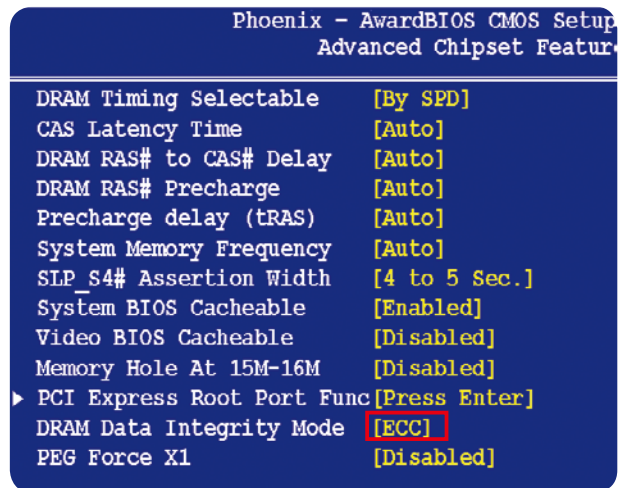 Phoenix - AwardBIOS CMOS Setup
Advanced Chipset Featur
DRAM Timing Selectable [By SPD]
CAS Latency Time [Auto]
DRAM RAS# to CAS# Delay [Auto]
DRAM RAS# Precharge [Auto]
Precharge delay (tRAS) [Auto]
System Memory Frequency [Auto]
SLP_S4# Assertion Width [4 to 5 Sec.]
System BIOS Cacheable [Enabled]
Video BIOS Cacheable [Disabled]
Memory Hole At 15M-16M [Disabled]
PCI Express Root Port Func[Press Enter]
DRAM Data Integrity Mode [ECC]
PEG Force X1 [Disabled]